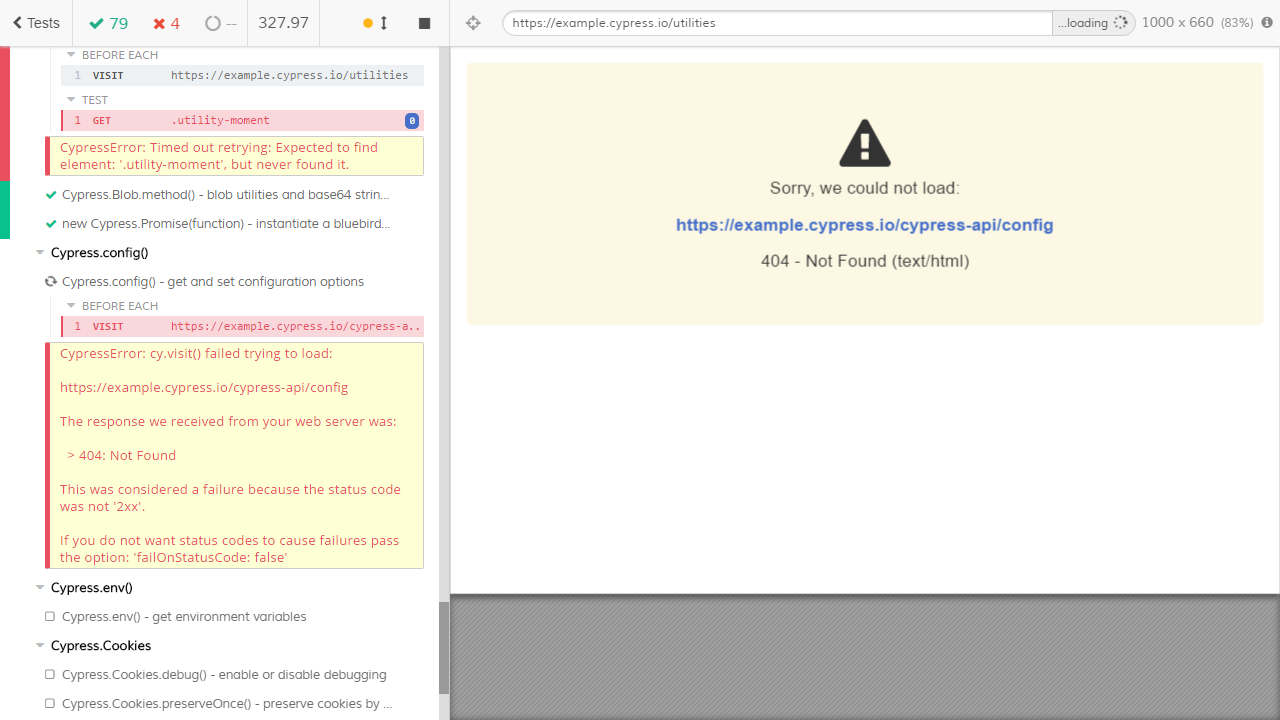 Tests 79 4 -- 327.97
BEFORE EACH
1 VISIT https://example.cypress.io/utilities
TEST
1 GET .utility-moment 0
CypressError: Timed out retrying: Expected to find
element: '.utility-moment', but never found it.
Cypress.Blob.method() - blob utilities and base64 strin...
new Cypress.Promise(function) - instantiate a bluebird...
Cypress.config()
Cypress.config() - get and set configuration options
BEFORE EACH
1 VISIT https://example.cypress.io/cypress-a..
CypressError: cy.visit() failed trying to load:
https://example.cypress.io/cypress-api/config
The response we received from your web server was:
> 404: Not Found
This was considered a failure because the status code
was not '2xx'.
If you do not want status codes to cause failures pass
the option: 'failOnStatusCode: false'
Cypress.env()
Cypress.env() - get environment variables
Cypress.Cookies
Cypress.Cookies.debug() - enable or disable debugging
Cypress.Cookies.preserveOnce() - preserve cookies by ...
https://example.cypress.io/utilities ...loading 1000 x 660 (83%)
Sorry, we could not load:
https://example.cypress.io/cypress-api/config
404 - Not Found (text/html)